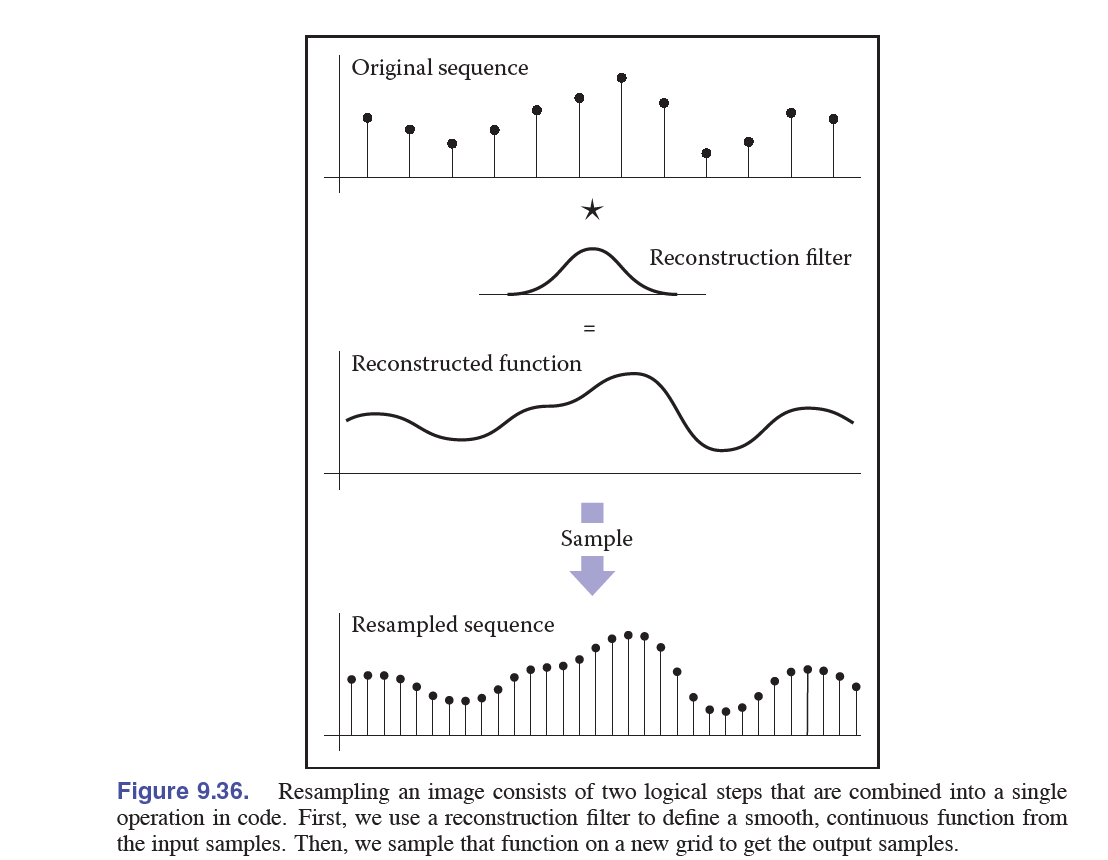 Original sequence
★
Reconstruction filter
=
Reconstructed function
Sample
Resampled sequence
Figure 9.36. Resampling an image consists of two logical steps that are combined into a single
operation in code. First, we use a reconstruction filter to define a smooth, continuous function from
the input samples. Then, we sample that function on a new grid to get the output samples.